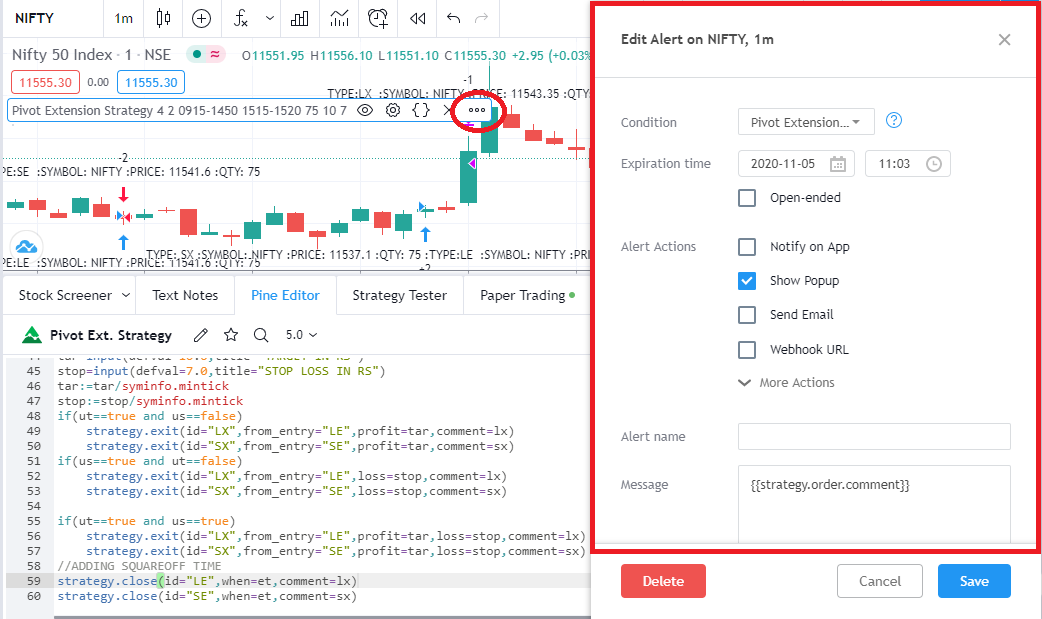 NIFTY 1m
Nifty 50 Index · 1 · NSE O11551.95 H11556.10 L11551.10 C11555.30 +2.95 (+0.03%
11555.30 0.00 11555.30
-1
TYPE:LX :SYMBOL: NIFTY :PRICE: 11543.35 :QTY:
Pivot Extension Strategy 4 2 0915-1450 1515-1520 75 10 7
-2
PE:SE :SYMBOL: NIFTY :PRICE: 11541.6 :QTY: 75
TYPE:SX :SYMBOL: NIFTY :PRICE: 11537.1 :QTY: 75 :TYPE:LE :SYMBOL: NIFTY :PRI
PE:LE :SYMBOL: NIFTY :PRICE: 11541.6 :QTY: 75
+2
Stock Screener Text Notes Pine Editor Strategy Tester Paper Trading
Pivot Ext. Strategy 5.0
44 tar=input(defval=10.0,title="TARGET IN RS")
45 stop=input(defval=7.0,title="STOP LOSS IN RS")
46 tar:=tar/syminfo.mintick
47 stop:=stop/syminfo.mintick
48 if(ut==true and us==false)
49 strategy.exit(id="LX",from_entry="LE",profit=tar,comment=lx)
50 strategy.exit(id="SX",from_entry="SE",profit=tar,comment=sx)
51 if(us==true and ut==false)
52 strategy.exit(id="LX",from_entry="LE",loss=stop,comment=lx)
53 strategy.exit(id="SX",from_entry="SE",loss=stop,comment=sx)
54
55 if(ut==true and us==true)
56 strategy.exit(id="LX",from_entry="LE",profit=tar,loss=stop,comment=lx)
57 strategy.exit(id="SX",from_entry="SE",profit=tar,loss=stop,comment=sx)
58 //ADDING SQUAREOFF TIME
59 strategy.close(id="LE",when=et,comment=lx)
60 strategy.close(id="SE",when=et,comment=sx)
Edit Alert on NIFTY, 1m
Condition Pivot Extension...
Expiration time 2020-11-05 11:03
Open-ended
Alert Actions Notify on App
Show Popup
Send Email
Webhook URL
More Actions
Alert name
Message {{strategy.order.comment}}
Delete Cancel Save